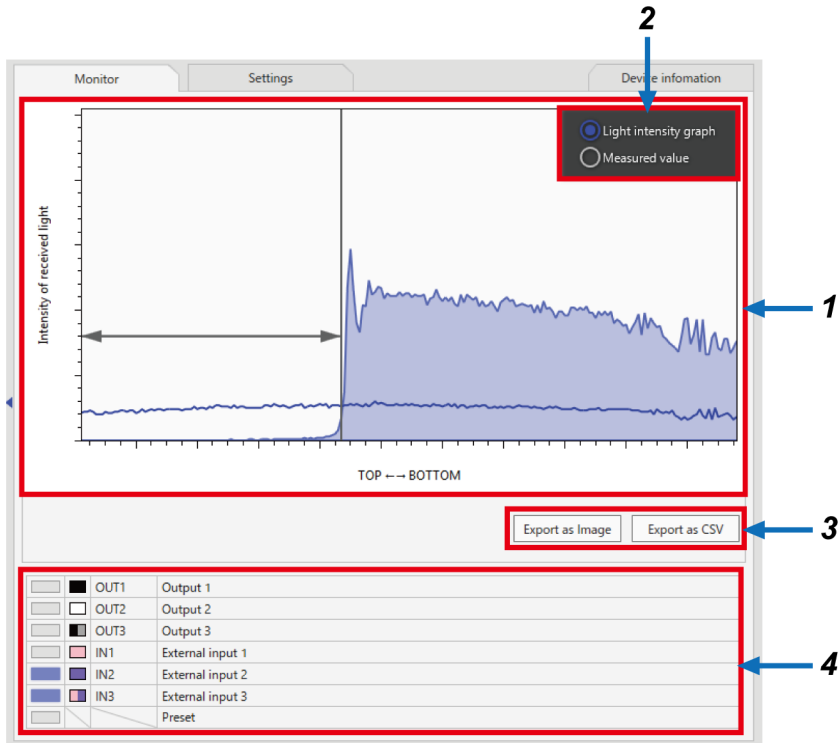 2
Monitor
Settings
Device infomation
Light intensity graph
Measured value
Intensity of received light
1
TOP ←→ BOTTOM
Export as Image
Export as CSV
3
OUT1 Output 1
OUT2 Output 2
OUT3 Output 3
IN1 External input 1
IN2 External input 2
IN3 External input 3
Preset
4